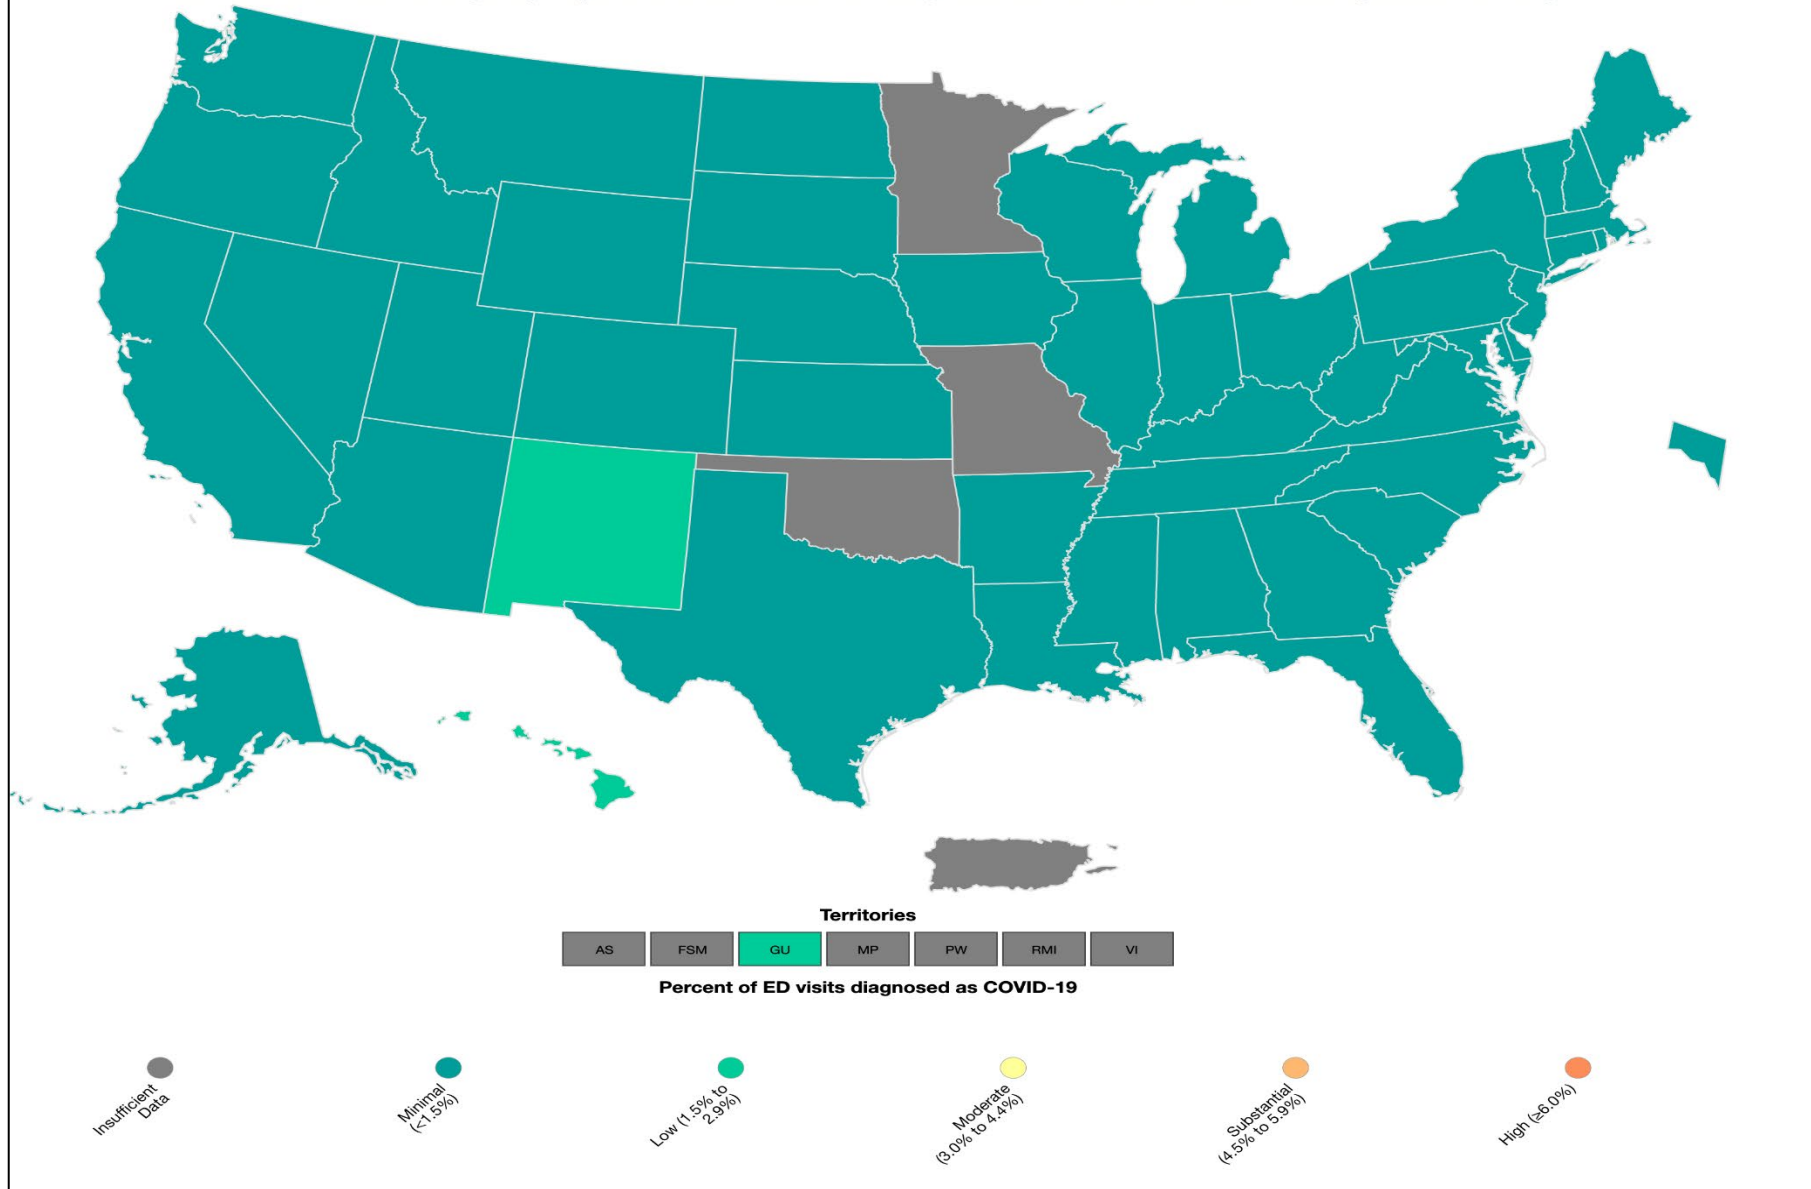 Territories
AS
FSM
GU
MP
PW
RMI
VI
Percent of ED visits diagnosed as COVID-19
Insufficient
Data
Minimal
(<1.5%)
Low (1.5% to
2.9%)
Moderate
(3.0% to 4.4%)
Substantial
(4.5% to 5.9%)
High (≥6.0%)